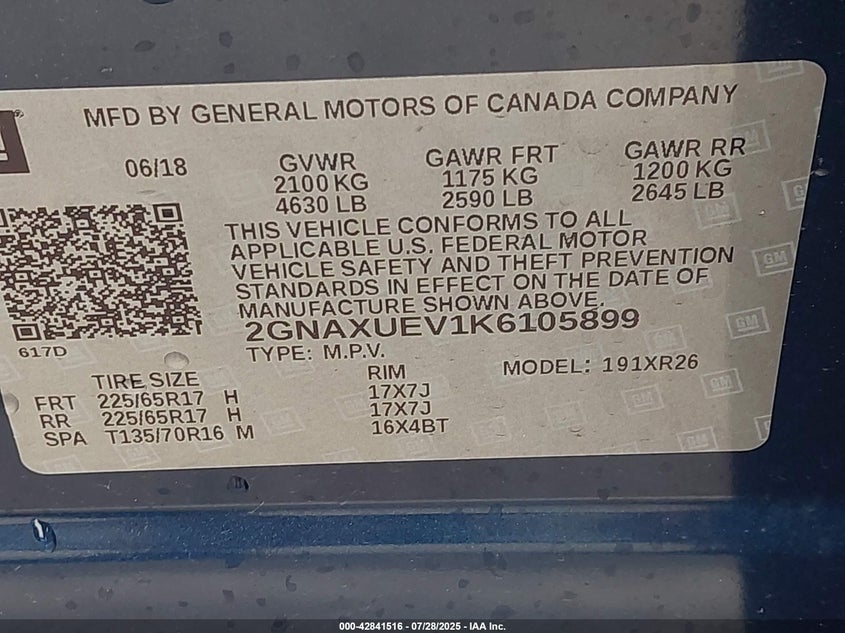 MFD BY GENERAL MOTORS OF CANADA COMPANY
06/18 GVWR GAWR FRT GAWR RR
2100 KG 1175 KG 1200 KG
4630 LB 2590 LB 2645 LB
THIS VEHICLE CONFORMS TO ALL
APPLICABLE U.S. FEDERAL MOTOR
VEHICLE SAFETY AND THEFT PREVENTION
STANDARDS IN EFFECT ON THE DATE OF
MANUFACTURE SHOWN ABOVE.
2GNAXUEV1K6105899
617D
TYPE: M.P.V. MODEL: 191XR26
TIRE SIZE RIM
FRT 225/65R17 H 17X7J
RR 225/65R17 H 17X7J
SPA T135/70R16 M 16X4BT
GM
000-42841516 - 07/28/2025 - IAA Inc.